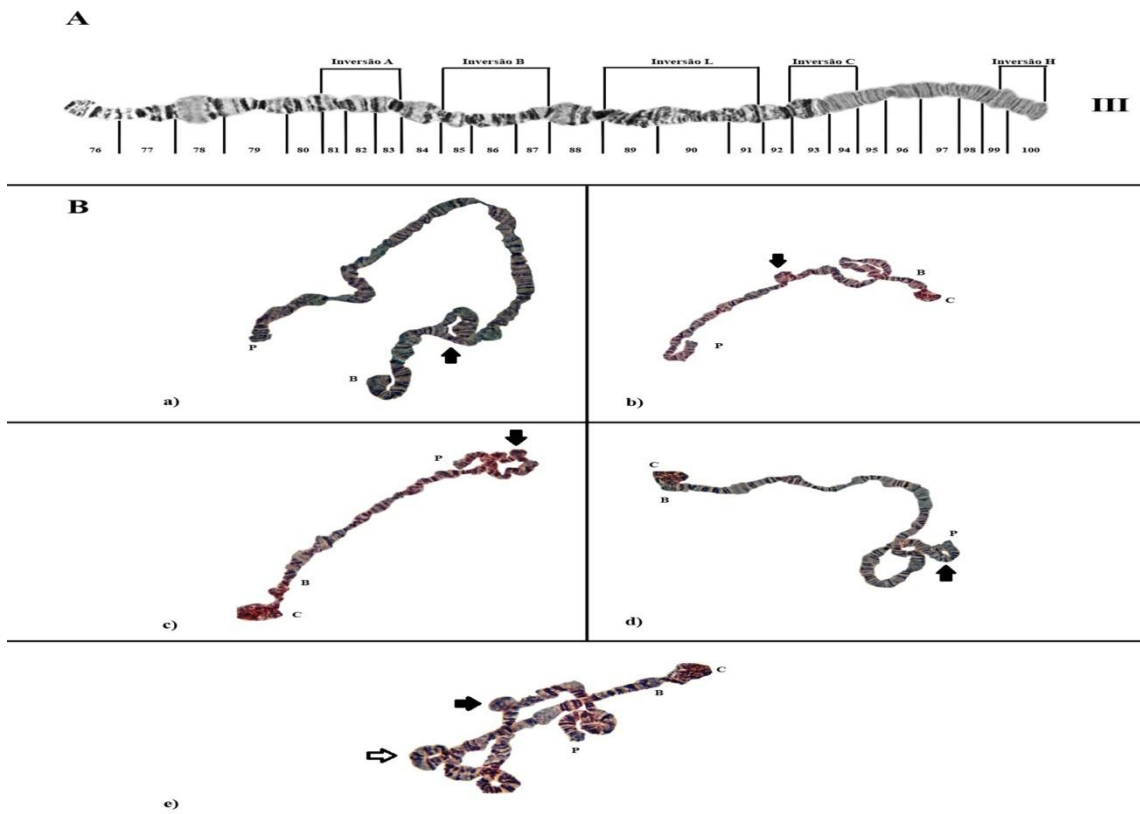 A
Inversão A Inversão B Inversão L Inversão C Inversão H
III
76 77 78 79 80 81 82 83 84 85 86 87 88 89 90 91 92 93 94 95 96 97 98 99 100
B
P
B
a)
B
C
P
b)
P
B
C
c)
C
B
P
d)
C
B
P
e)